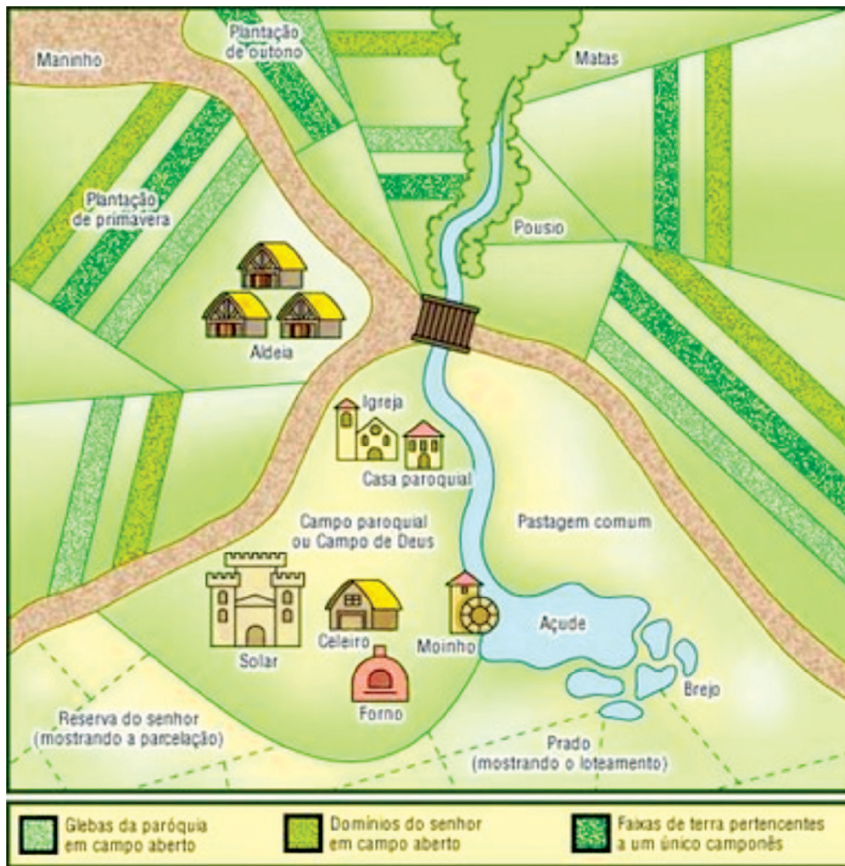 Maninho
Plantação
de outono
Matas
Plantação
de primavera
Pousio
Aldeia
Igreja
Casa paroquial
Campo paroquial
ou Campo de Deus
Pastagem comum
Solar
Celeiro
Moinho
Açude
Forno
Brejo
Reserva do senhor
(mostrando a parcelação)
Prado
(mostrando o loteamento)
Glebas da paróquia
em campo aberto
Domínios do senhor
em campo aberto
Faixas de terra pertencentes
a um único camponês